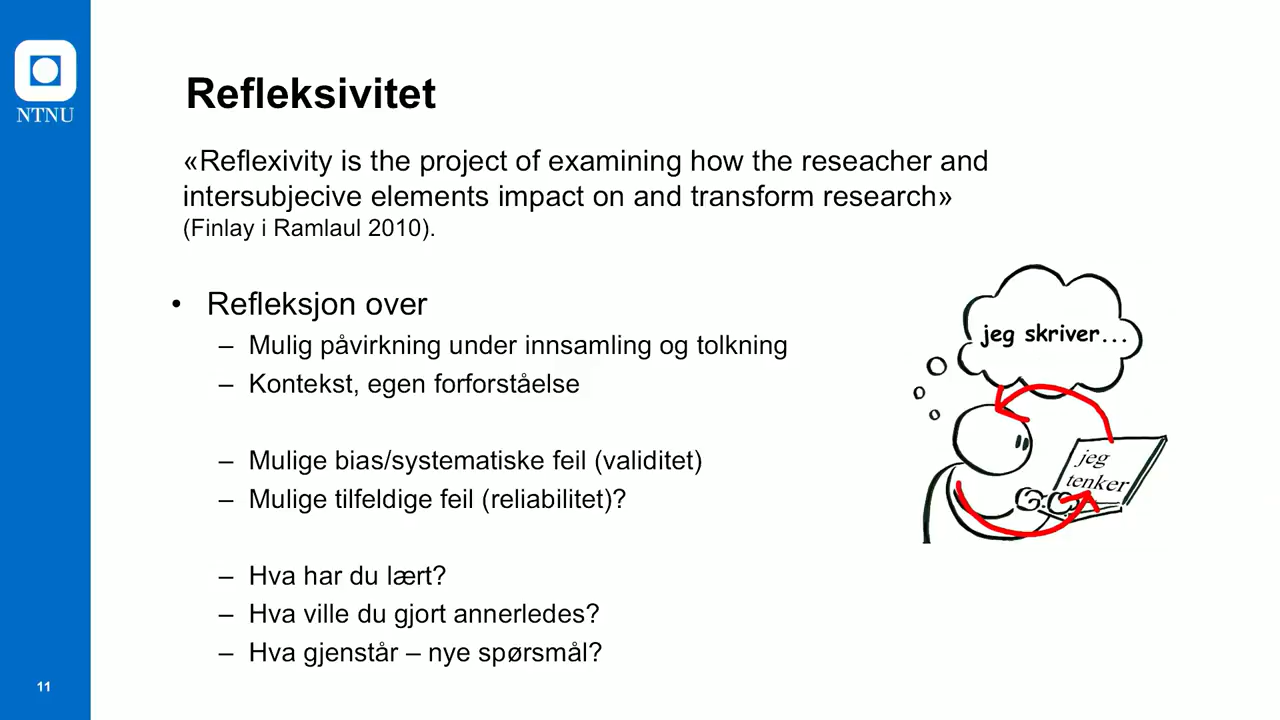 NTNU
Refleksivitet
«Reflexivity is the project of examining how the reseacher and
intersubjecive elements impact on and transform research»
(Finlay i Ramlaul 2010).
• Refleksjon over
– Mulig påvirkning under innsamling og tolkning
– Kontekst, egen forforståelse
– Mulige bias/systematiske feil (validitet)
– Mulige tilfeldige feil (reliabilitet)?
– Hva har du lært?
– Hva ville du gjort annerledes?
– Hva gjenstår – nye spørsmål?
jeg skriver...
jeg
tenker
11